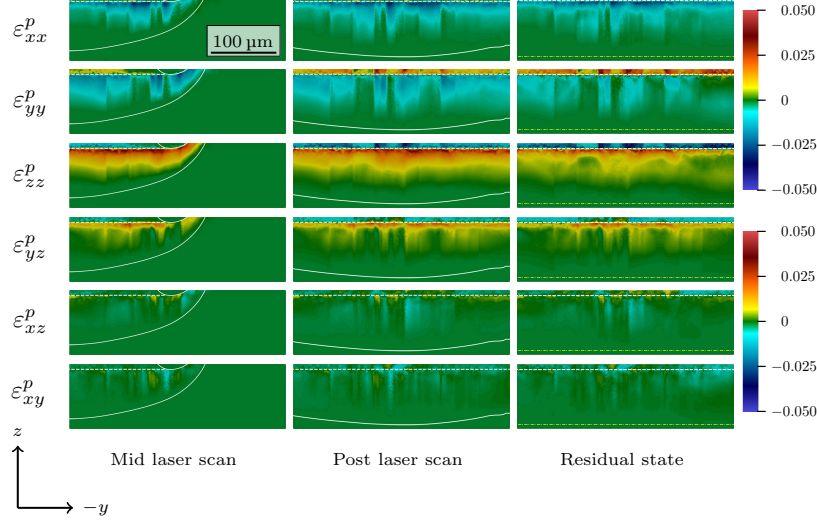 ε^p_xx
100 µm
0.050
0.025
0
−0.025
−0.050
ε^p_yy
ε^p_zz
ε^p_yz
0.050
0.025
0
−0.025
−0.050
ε^p_xz
ε^p_xy
Mid laser scan
Post laser scan
Residual state
z
−y